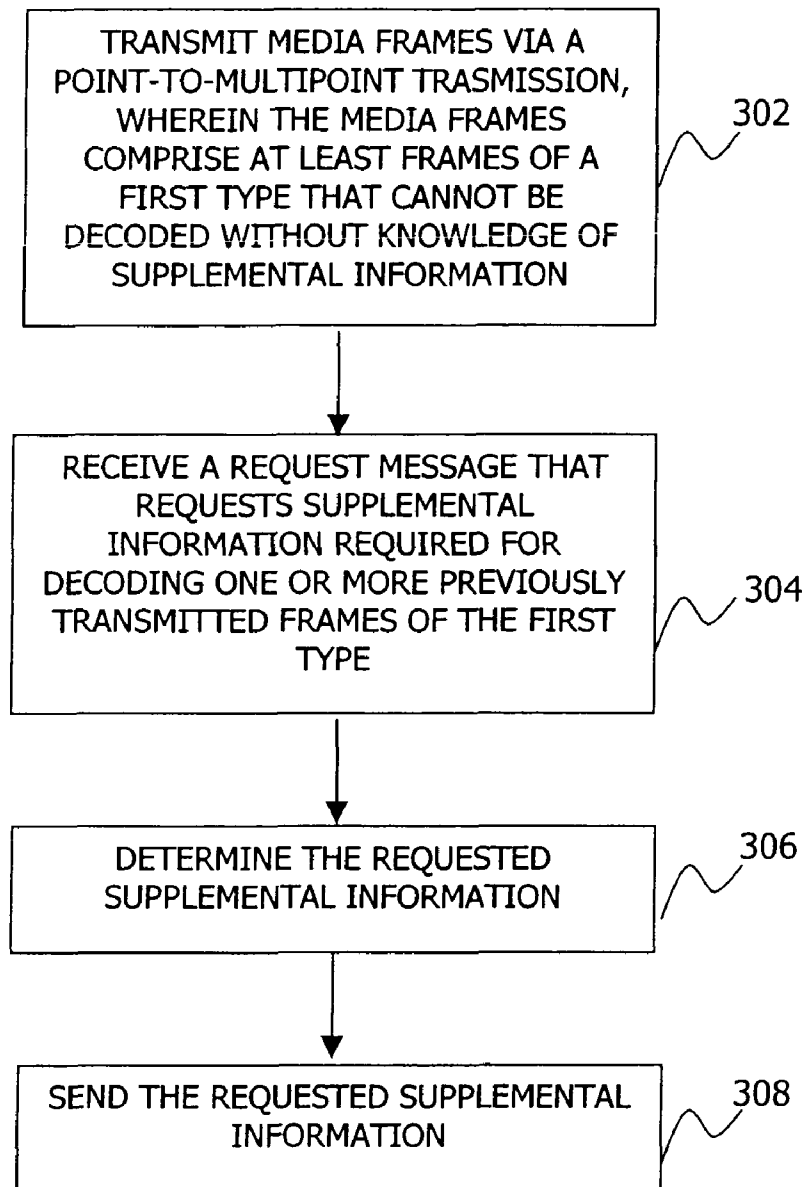 TRANSMIT MEDIA FRAMES VIA A
POINT-TO-MULTIPOINT TRASMISSION,
WHEREIN THE MEDIA FRAMES
COMPRISE AT LEAST FRAMES OF A
FIRST TYPE THAT CANNOT BE
DECODED WITHOUT KNOWLEDGE OF
SUPPLEMENTAL INFORMATION
302
RECEIVE A REQUEST MESSAGE THAT
REQUESTS SUPPLEMENTAL
INFORMATION REQUIRED FOR
DECODING ONE OR MORE PREVIOUSLY
TRANSMITTED FRAMES OF THE FIRST
TYPE
304
DETERMINE THE REQUESTED
SUPPLEMENTAL INFORMATION
306
SEND THE REQUESTED SUPPLEMENTAL
INFORMATION
308